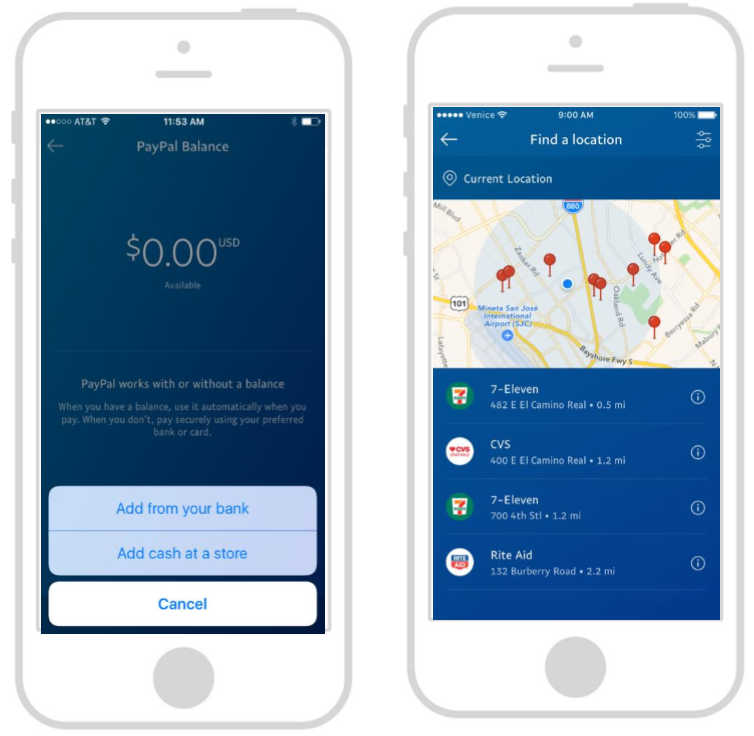 ●●○○○ AT&T 11:53 AM
PayPal Balance
$0.00 USD
Available
PayPal works with or without a balance
When you have a balance, use it automatically when you
pay. When you don't, pay securely using your preferred
bank or card.
Add from your bank
Add cash at a store
Cancel
●●●●● Venice 9:00 AM 100%
Find a location
Current Location
Mill Blvd
880
Zanker Rd
Lundy Ave
101
Mineta San José
International
Airport (SJC)
Oakland Rd
Berryessa Rd
Mabury
Lafayette
Bayshore Fwy S
7-Eleven
482 E El Camino Real • 0.5 mi
CVS
400 E El Camino Real • 1.2 mi
7-Eleven
700 4th Stl • 1.2 mi
Rite Aid
132 Burberry Road • 2.2 mi
CVS
pharmacy
RITE
AID